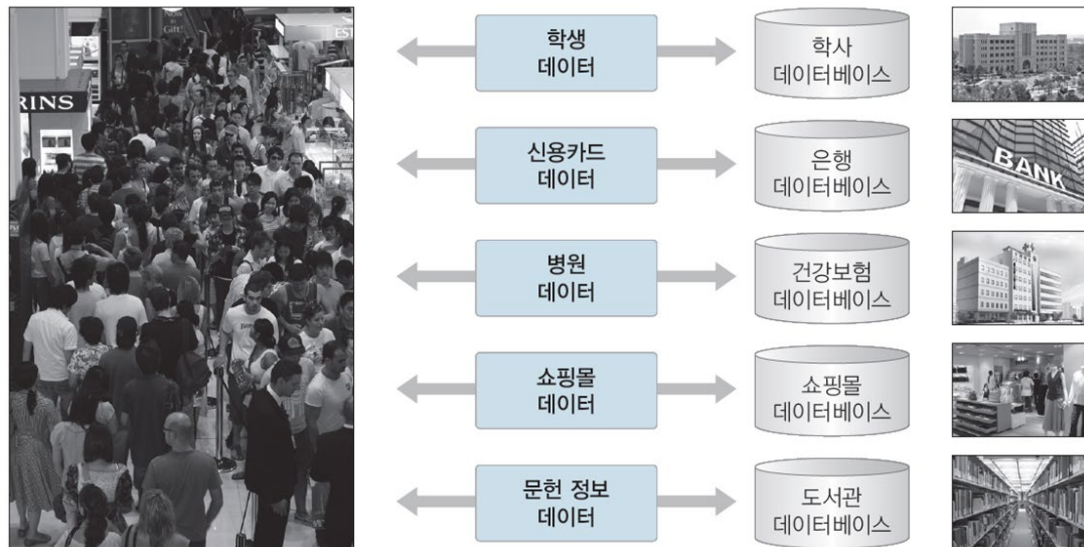 Now in
Gift!
EST
RINS
학생
데이터
학사
데이터베이스
신용카드
데이터
은행
데이터베이스
BANK
병원
데이터
건강보험
데이터베이스
쇼핑몰
데이터
쇼핑몰
데이터베이스
문헌 정보
데이터
도서관
데이터베이스